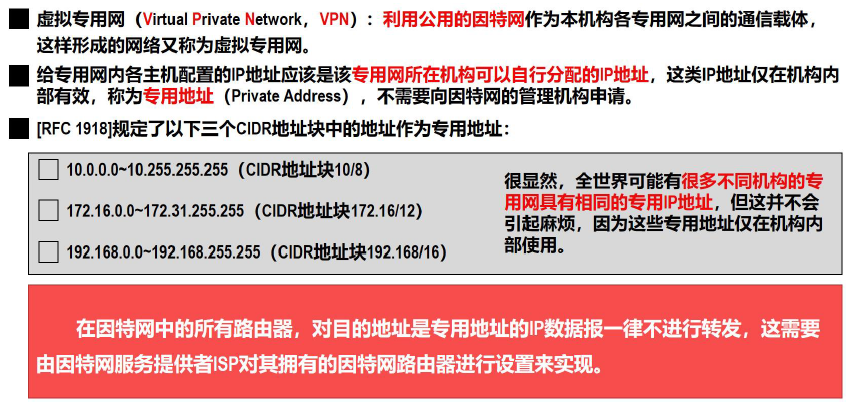 虚拟专用网（Virtual Private Network，VPN）：利用公用的因特网作为本机构各专用网之间的通信载体，
这样形成的网络又称为虚拟专用网。
给专用网内各主机配置的IP地址应该是该专用网所在机构可以自行分配的IP地址，这类IP地址仅在机构内
部有效，称为专用地址（Private Address），不需要向因特网的管理机构申请。
[RFC 1918]规定了以下三个CIDR地址块中的地址作为专用地址：
10.0.0.0~10.255.255.255（CIDR地址块10/8）
172.16.0.0~172.31.255.255（CIDR地址块172.16/12）
192.168.0.0~192.168.255.255（CIDR地址块192.168/16）
很显然，全世界可能有很多不同机构的专
用网具有相同的专用IP地址，但这并不会
引起麻烦，因为这些专用地址仅在机构内
部使用。
在因特网中的所有路由器，对目的地址是专用地址的IP数据报一律不进行转发，这需要
由因特网服务提供者ISP对其拥有的因特网路由器进行设置来实现。